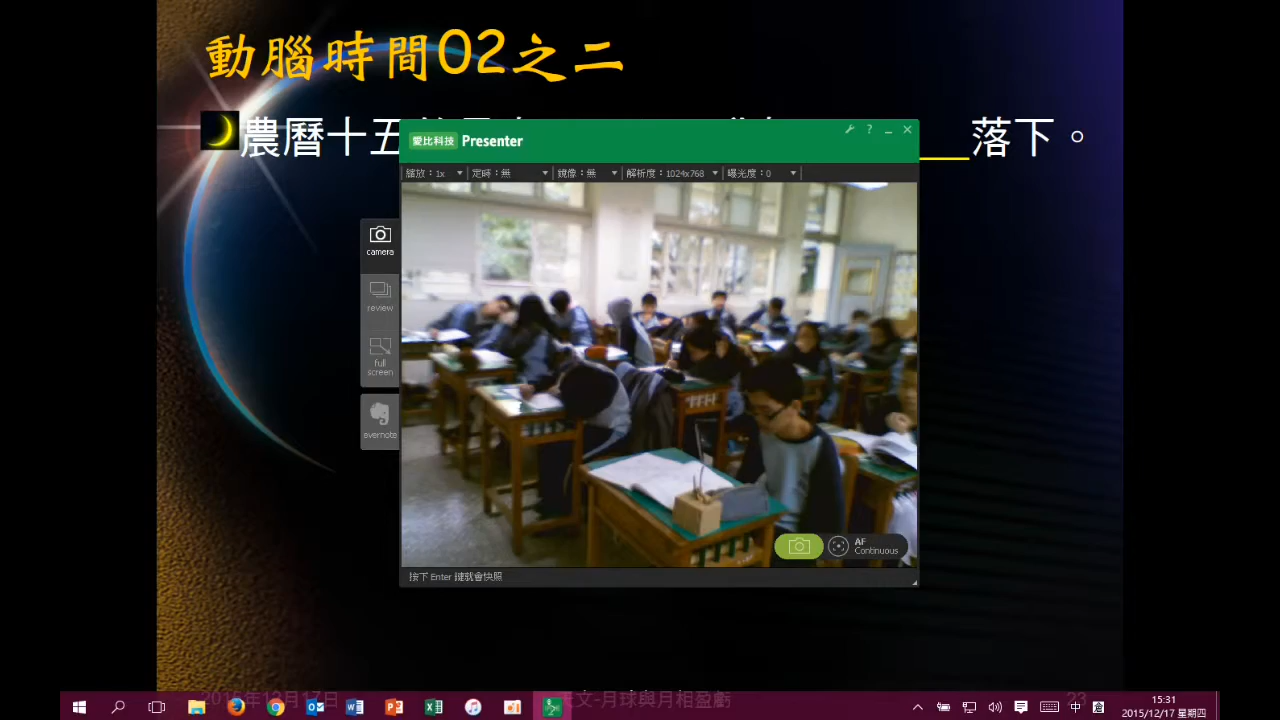 動腦時間02之二
農曆十五
落下。
愛比科技 Presenter
縮放：1x 定時：無 鏡像：無 解析度：1024x768 曝光度：0
camera
review
full
screen
evernote
AF
Continuous
按下 Enter 鍵就會快照
2015年12月17日
天文-月球與月相盈虧
23
15:31
中
2015/12/17 星期四